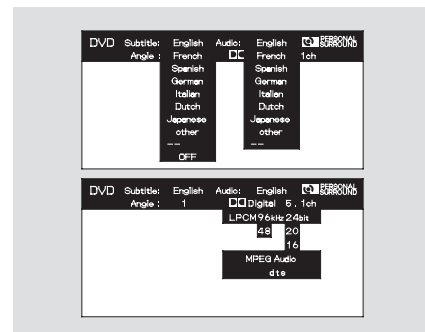 DVD Subtitle: English Audio: English PERSONAL SURROUND
Angle : French DD French 1ch
Spanish Spanish
German German
Italian Italian
Dutch Dutch
Japanese Japanese
other other
-- --
OFF
DVD Subtitle: English Audio: English PERSONAL SURROUND
Angle : 1 DD Digital 5.1ch
LPCM 96kHz 24bit
48 20
16
MPEG Audio
dts